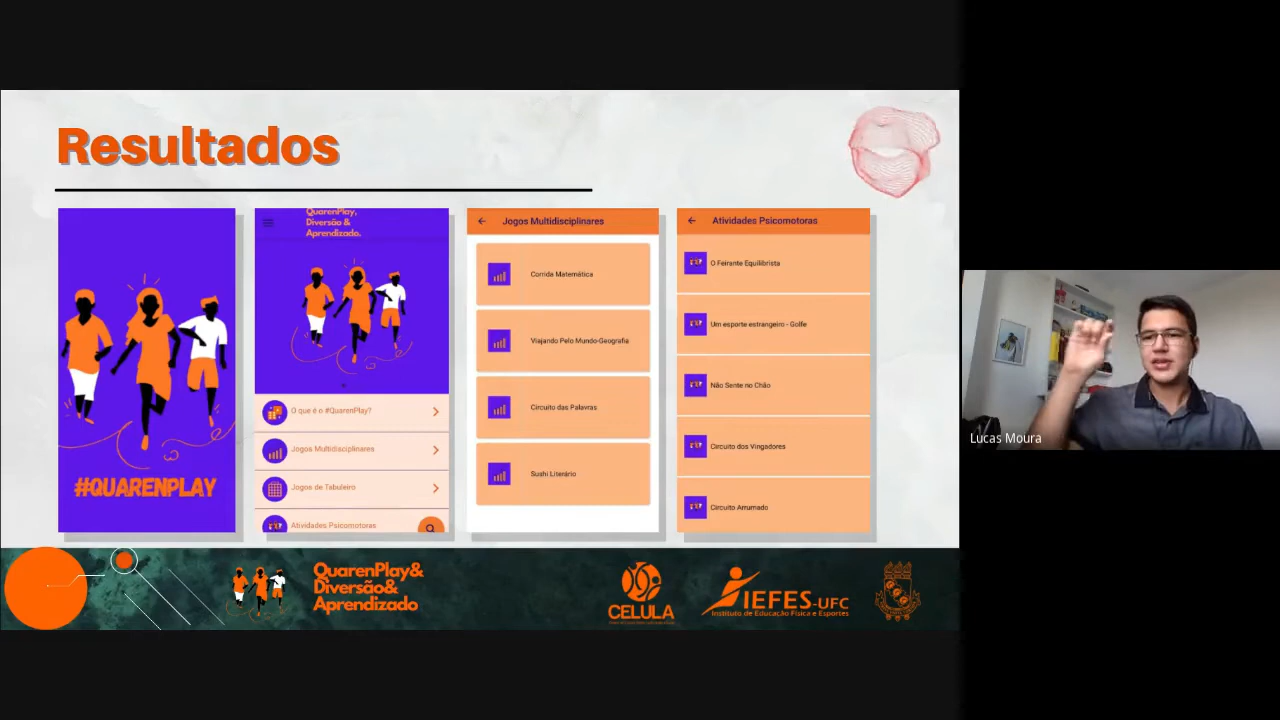 Resultados
#QUARENPLAY
QuarenPlay,
Diversão &
Aprendizado.
O que é o #QuarenPlay?
Jogos Multidisciplinares
Jogos de Tabuleiro
Atividades Psicomotoras
Jogos Multidisciplinares
Corrida Matemática
Viajando Pelo Mundo-Geografia
Circuito das Palavras
Sushi Literário
Atividades Psicomotoras
O Feirante Equilibrista
Um esporte estrangeiro - Golfe
Não Sente no Chão
Circuito dos Vingadores
Circuito Arrumado
QuarenPlay&
Diversão&
Aprendizado
CELULA
IEFES-UFC
Instituto de Educação Física e Esportes
Lucas Moura